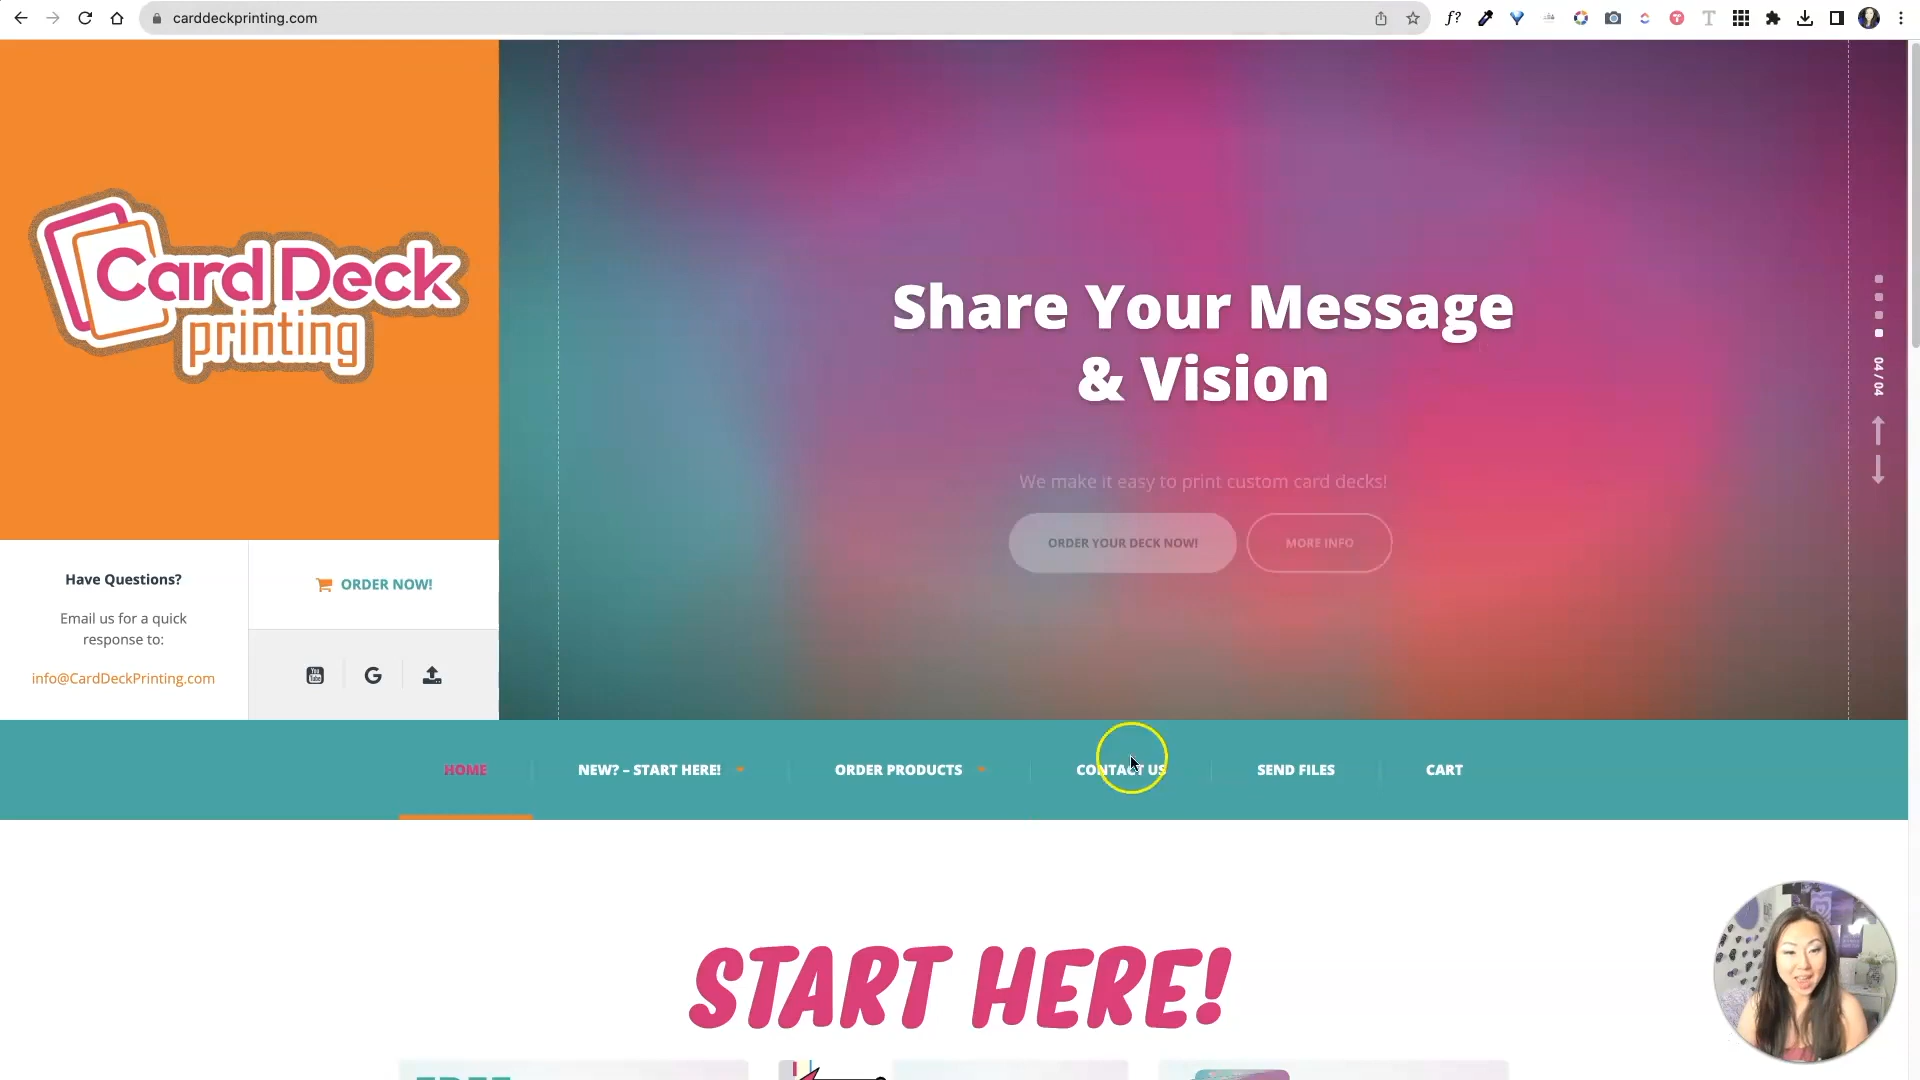 carddeckprinting.com
f?
Card Deck
printing
Share Your Message
& Vision
We make it easy to print custom card decks!
ORDER YOUR DECK NOW!
MORE INFO
04 / 04
Have Questions?
Email us for a quick
response to:
info@CardDeckPrinting.com
ORDER NOW!
HOME
NEW? – START HERE!
ORDER PRODUCTS
CONTACT US
SEND FILES
CART
START HERE!